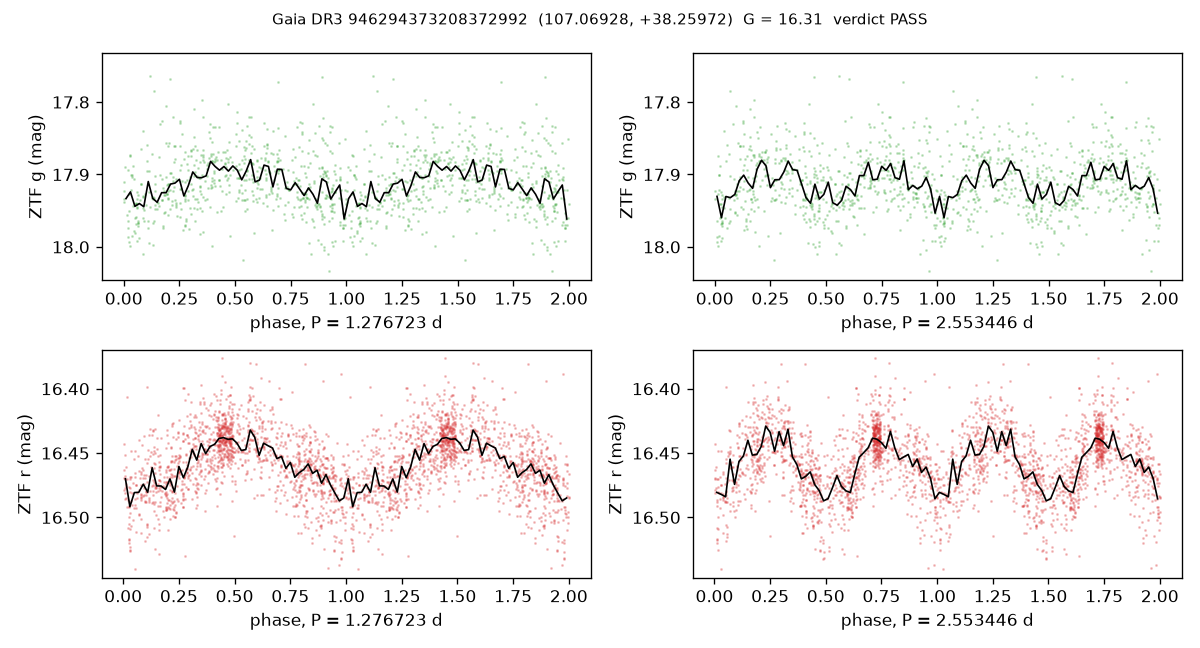 Gaia DR3 946294373208372992  (107.06928, +38.25972)  G = 16.31  verdict PASS
ZTF g (mag)
17.8
17.9
18.0
0.00 0.25 0.50 0.75 1.00 1.25 1.50 1.75 2.00
phase, P = 1.276723 d
ZTF g (mag)
17.8
17.9
18.0
0.00 0.25 0.50 0.75 1.00 1.25 1.50 1.75 2.00
phase, P = 2.553446 d
ZTF r (mag)
16.40
16.45
16.50
0.00 0.25 0.50 0.75 1.00 1.25 1.50 1.75 2.00
phase, P = 1.276723 d
ZTF r (mag)
16.40
16.45
16.50
0.00 0.25 0.50 0.75 1.00 1.25 1.50 1.75 2.00
phase, P = 2.553446 d